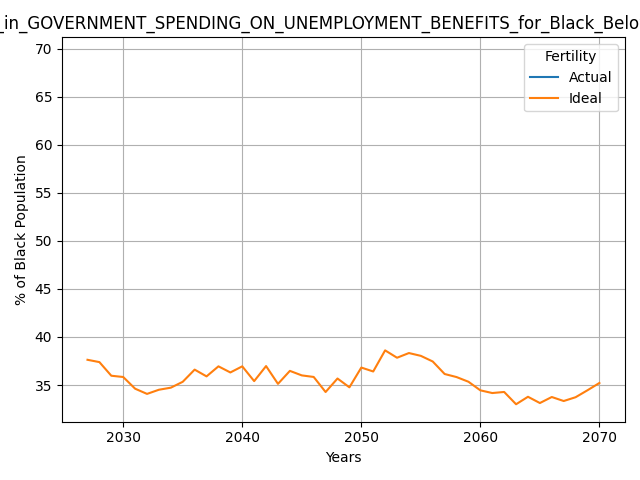 _in_GOVERNMENT_SPENDING_ON_UNEMPLOYMENT_BENEFITS_for_Black_Belo
Fertility
Actual
Ideal
% of Black Population
70
65
60
55
50
45
40
35
2030 2040 2050 2060 2070
Years